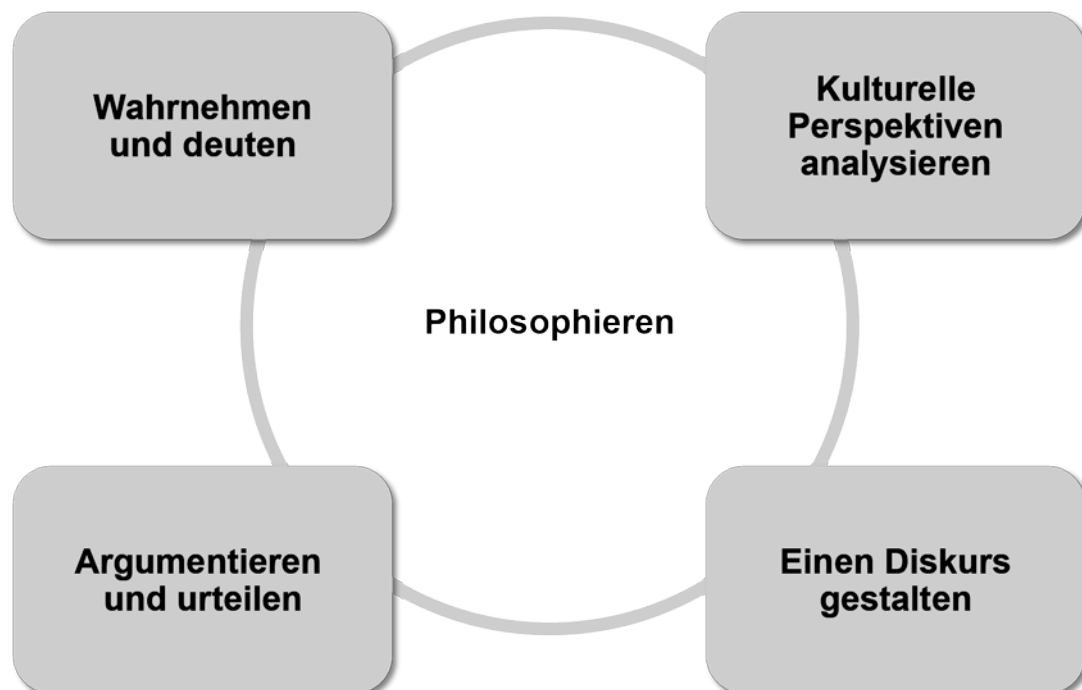 Wahrnehmen
und deuten
Kulturelle
Perspektiven
analysieren
Philosophieren
Argumentieren
und urteilen
Einen Diskurs
gestalten